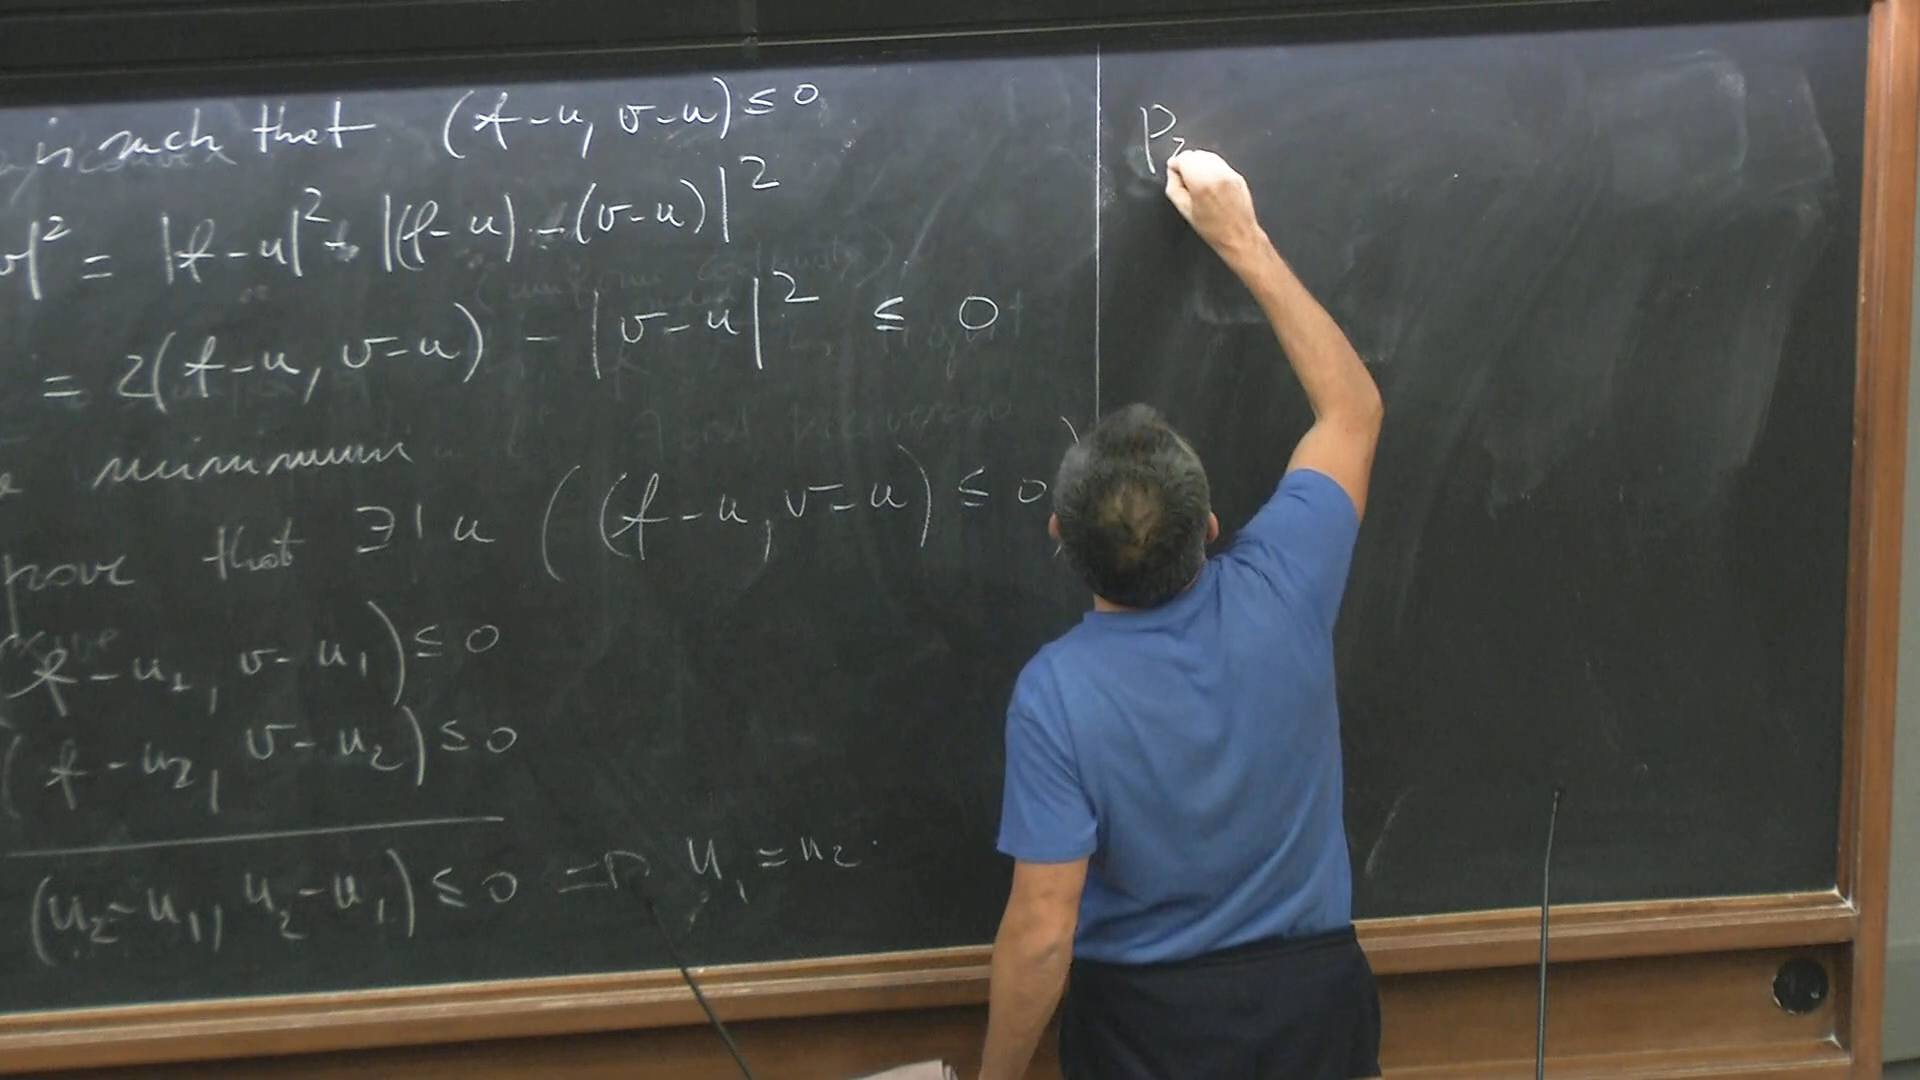 is such that (f-u, v-u) ≤ 0
v|² = |f-u|² - |(f-u) - (v-u)|²
= 2(f-u, v-u) - |v-u|² ≤ 0
minimum
prove that ∃! u ((f-u, v-u) ≤ 0)
f-u₁, v-u₁) ≤ 0
(f-u₂, v-u₂) ≤ 0
(u₂-u₁, u₂-u₁) ≤ 0 ⇒ u₁ = u₂.
P